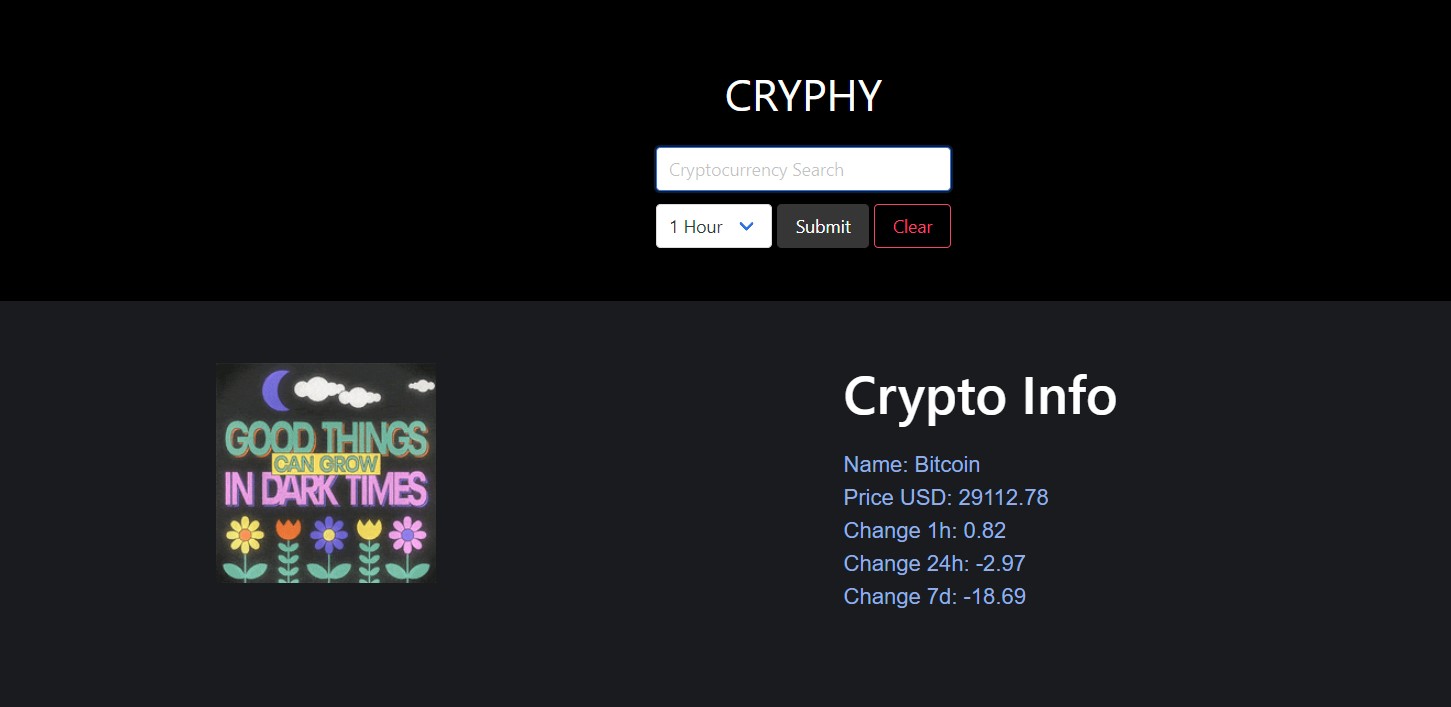 CRYPHY
Cryptocurrency Search
1 Hour Submit Clear
GOOD THINGS
CAN GROW
IN DARK TIMES
Crypto Info
Name: Bitcoin
Price USD: 29112.78
Change 1h: 0.82
Change 24h: -2.97
Change 7d: -18.69